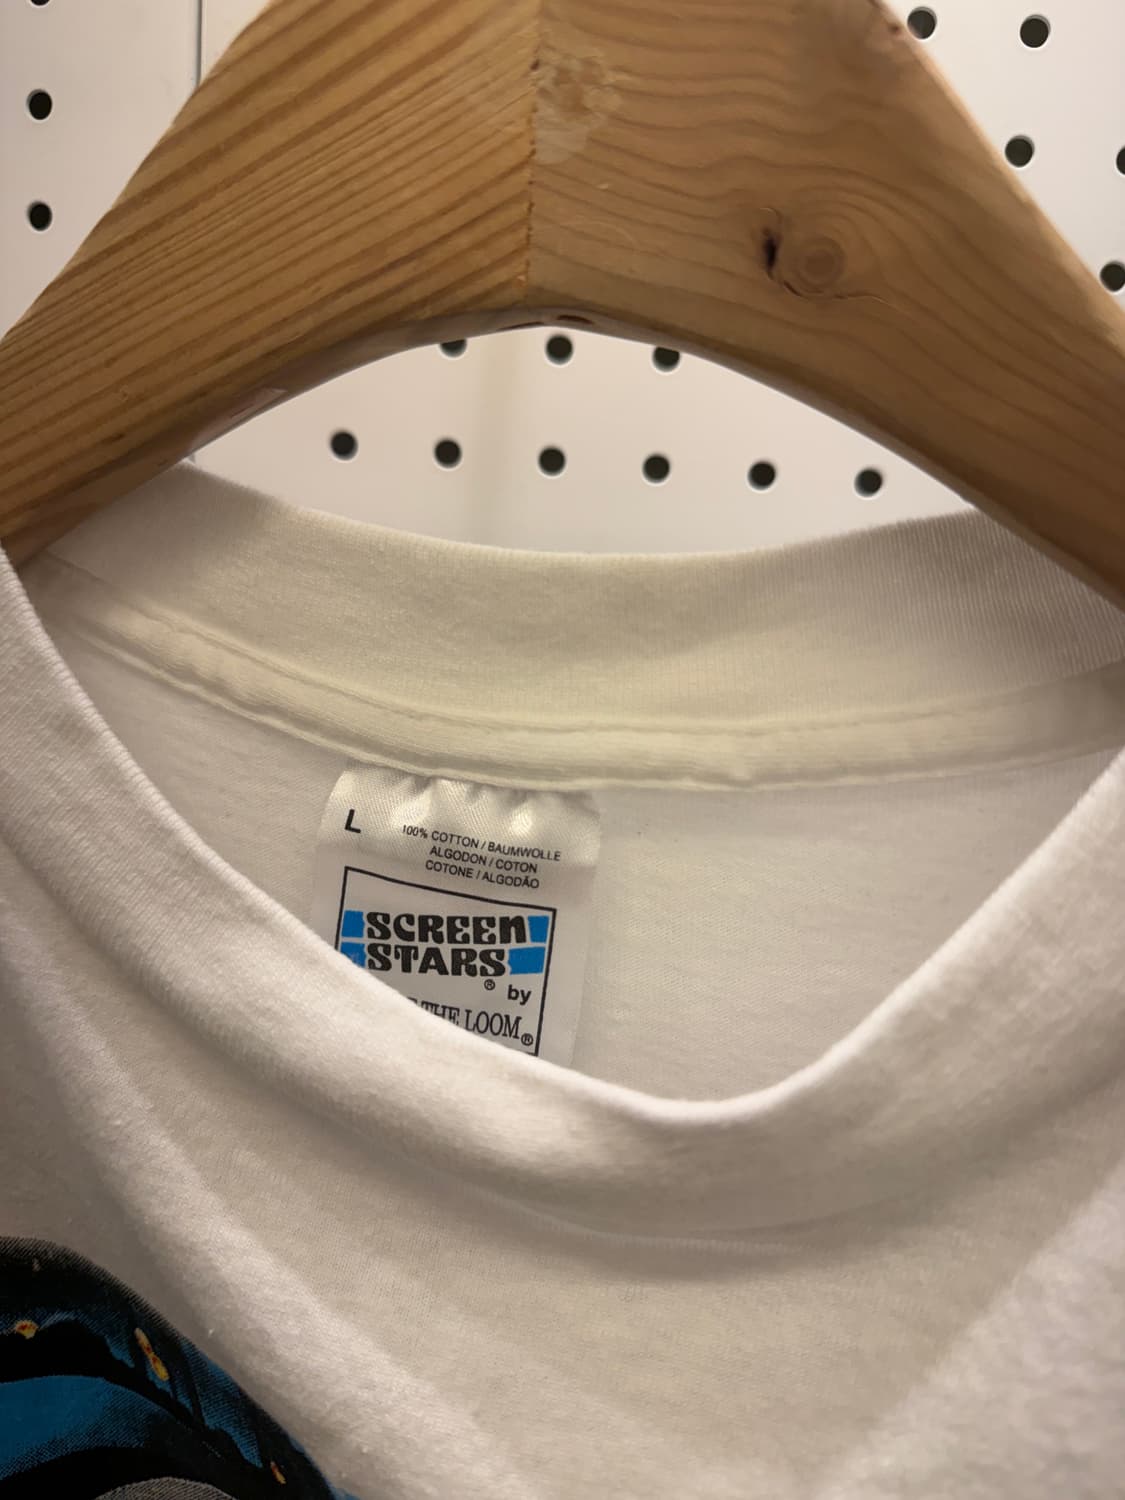 L
100% COTTON / BAUMWOLLE
ALGODON / COTON
COTONE / ALGODÃO
SCREEN
STARS
® by
THE LOOM®